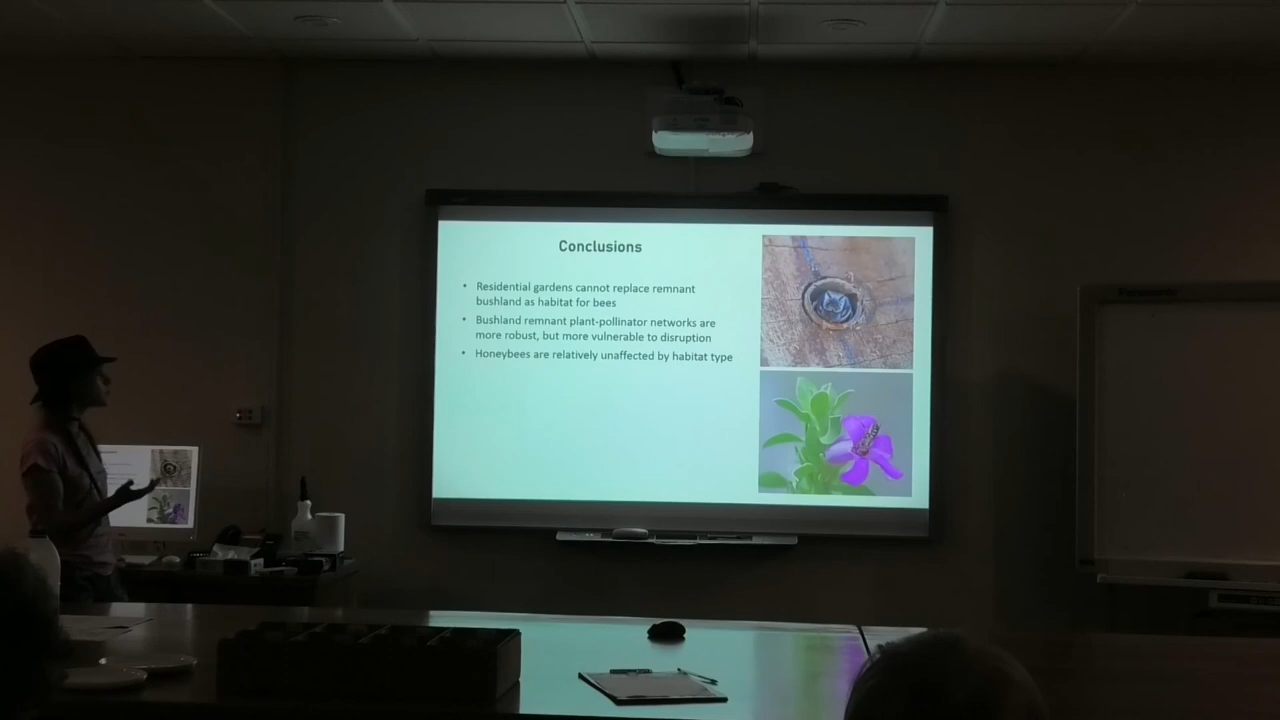 Conclusions
• Residential gardens cannot replace remnant
bushland as habitat for bees
• Bushland remnant plant-pollinator networks are
more robust, but more vulnerable to disruption
• Honeybees are relatively unaffected by habitat type
Panasonic